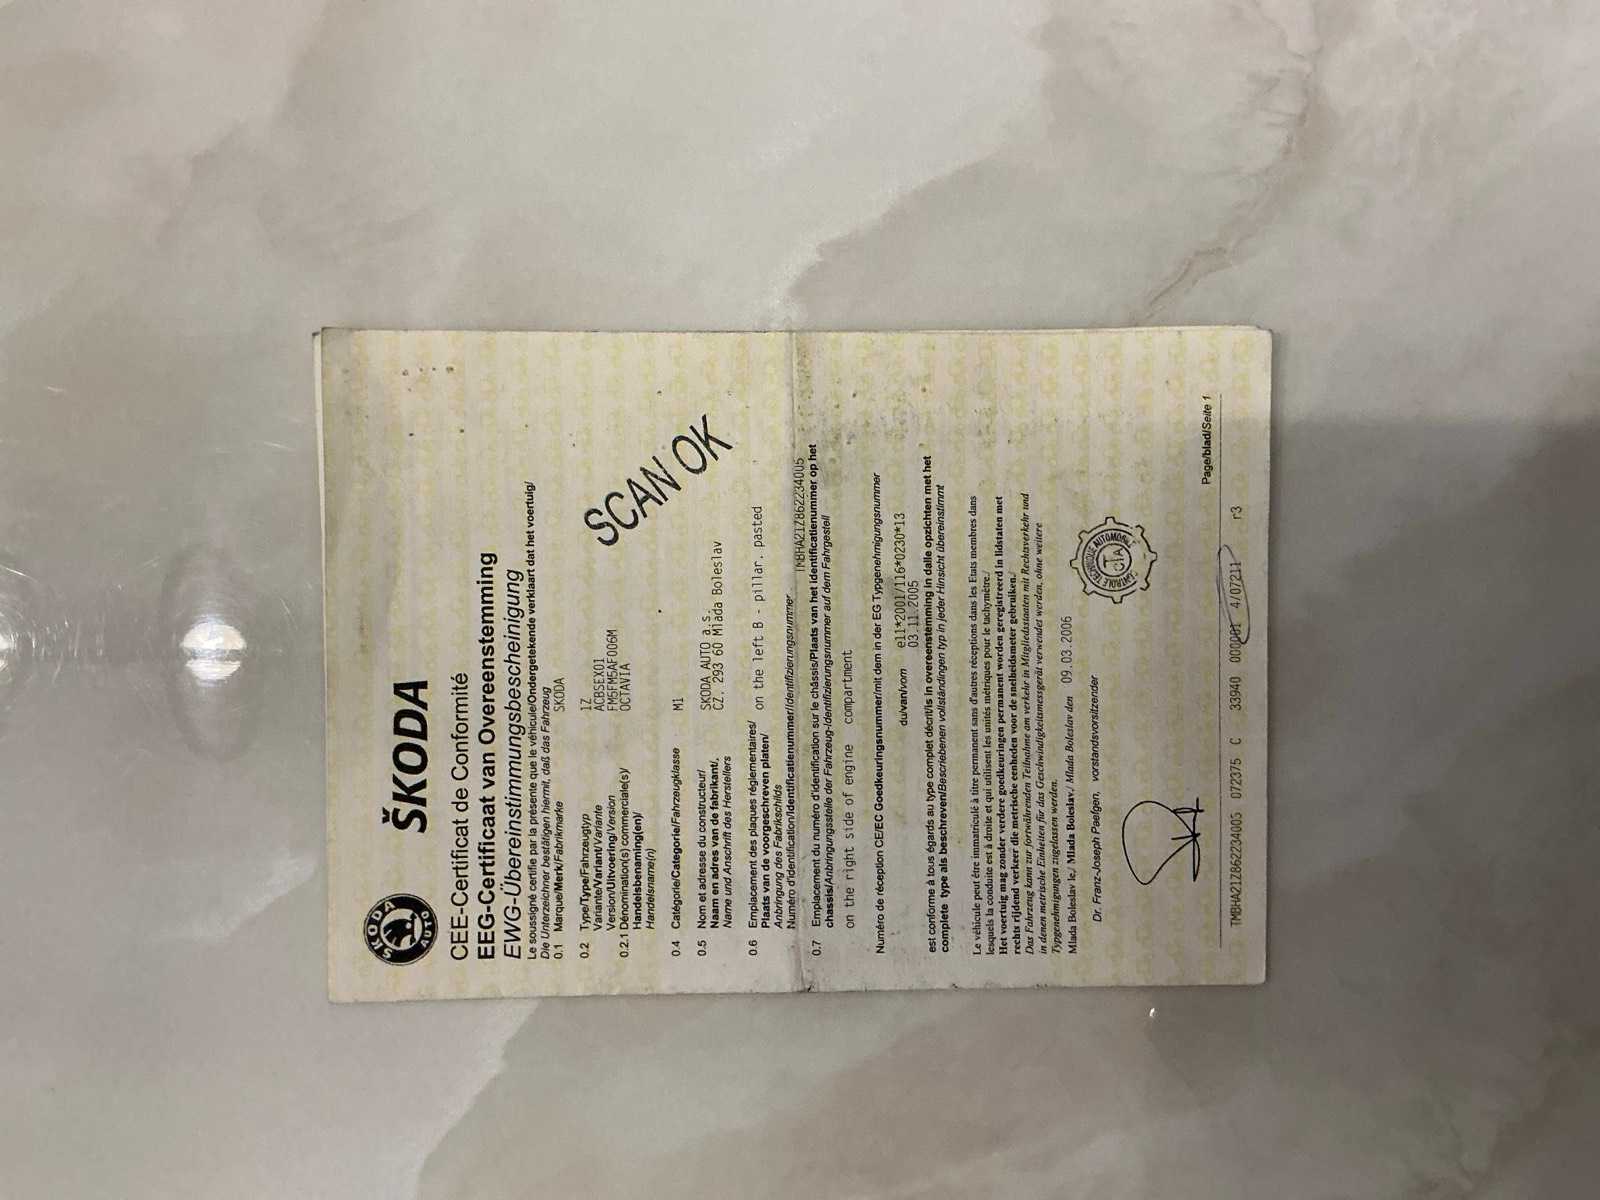 SKODA AUTO
ŠKODA
CEE-Certificat de Conformité
EEG-Certificaat van Overeenstemming
EWG-Übereinstimmungsbescheinigung
Le soussigné certifie par la présente que le véhicule/Ondergetekende verklaart dat het voertuig/
Die Unterzeichner bestätigen hiermit, daß das Fahrzeug
0.1 Marque/Merk/Fabrikmarke SKODA
0.2 Type/Type/Fahrzeugtyp 1Z
Variante/Variant/Variante ACBSEX01
Version/Uitvoering/Version FM5FM5AF006M
0.2.1 Dénomination(s) commerciale(s)/ OCTAVIA
Handelsbenaming(en)/
Handelsname(n)
SCAN OK
0.4 Catégorie/Categorie/Fahrzeugklasse M1
0.5 Nom et adresse du constructeur/ SKODA AUTO a.s.
Naam en adres van de fabrikant/ CZ. 293 60 Mlada Boleslav
Name und Anschrift des Herstellers
0.6 Emplacement des plaques réglementaires/ on the left B - pillar. pasted
Plaats van de voorgeschreven platen/
Anbringung des Fabrikschilds
Numéro d'identification/Identificatienummer/Identifizierungsnummer TMBHA21Z862234005
0.7 Emplacement du numéro d'identification sur le châssis/Plaats van het identificatienummer op het
chassis/Anbringungsstelle der Fahrzeug-Identifizierungsnummer auf dem Fahrgestell
on the right side of engine compartment
Numéro de réception CE/EC Goedkeuringsnummer/mit dem in der EG Typgenehmigungsnummer
e11*2001/116*0230*13
du/van/vom 03.11.2005
est conforme à tous égards au type complet décrit/is in overeenstemming in dalle opzichten met het
complete type als beschreven/Bescriebenen vollständingen typ in jeder Hinsicht übereinstimmt
Le véhicule peut être immatriculé à titre permanent sans d'autres réceptions dans les Etats membres dans
lesquels la conduite est à droite et qui utilisent les unités métriques pour le tachymètre./
Het voertuig mag zonder verdere goedkeuringen permanent worden geregistreerd in lidstaten met
rechts rijdend verkeer die metrische eenheden voor de snelheidsmeter gebruiken./
Das Fahrzeug kann zur fortwährenden Teilnahme am verkehr in Mitgliedsstaaten mit Rechtsverkehr und
in denen metrische Einheiten für das Geschwindigkeitsmessgerät verwendet werden, ohne weitere
Typgenehmigungen zugelassen werden.
Mlada Boleslav le/ Mlada Boleslav,/ Mlada Boleslav den 09.03.2006
Dr. Franz-Joseph Paefgen, vorstandsvorsitzender
CONTROLE TECHNIQUE AUTOMOBILE
CTA
Page/blad/Seite 1
TMBHA21Z862234005 072375 C 33940 000001 4/07211 r3